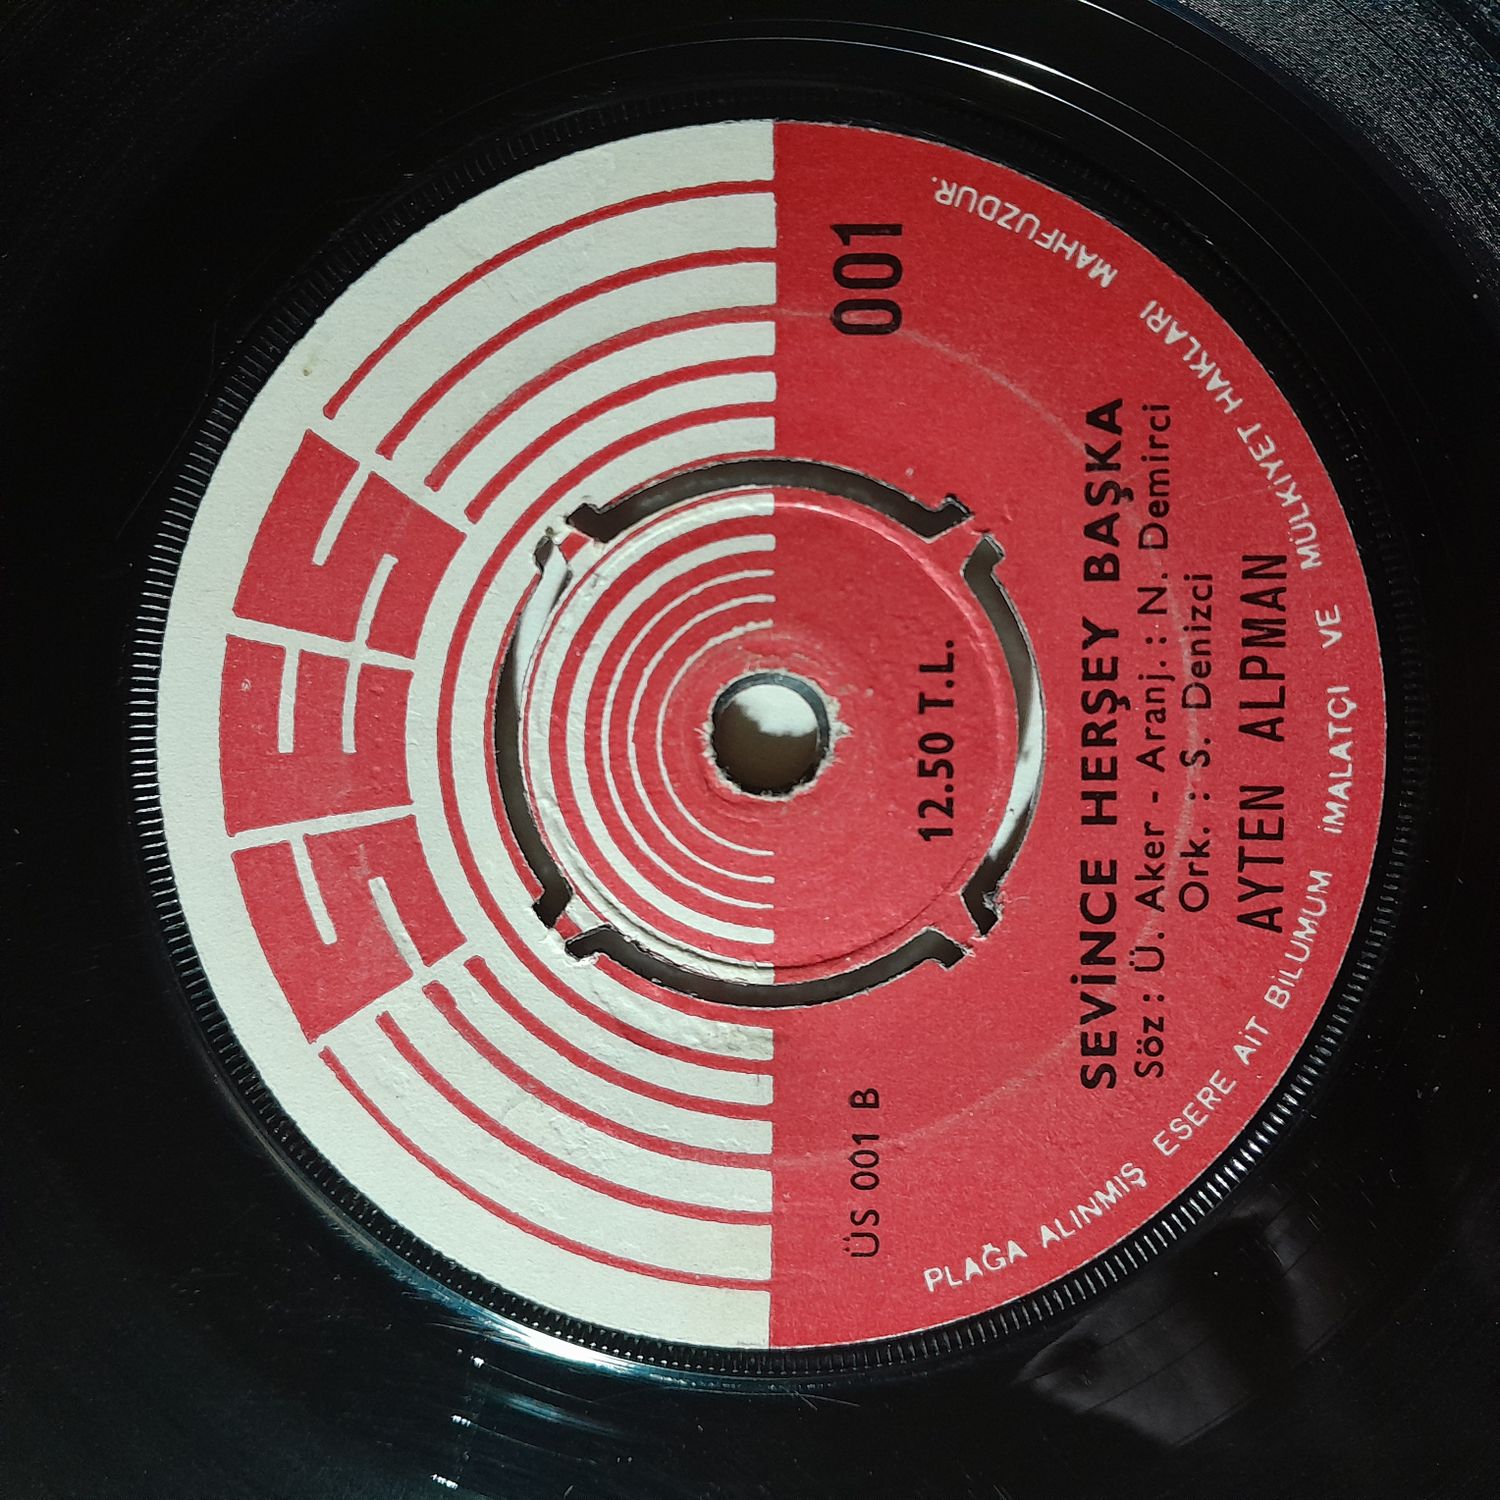 SES
ÜS 001 B
001
12.50 T.L.
SEVİNCE HERŞEY BAŞKA
Söz : Ü. Aker - Aranj. : N. Demirci
Ork. : S. Denizci
AYTEN ALPMAN
PLAĞA ALINMIŞ ESERE AİT BİLUMUM İMALATÇI VE MÜLKİYET HAKLARI MAHFUZDUR.